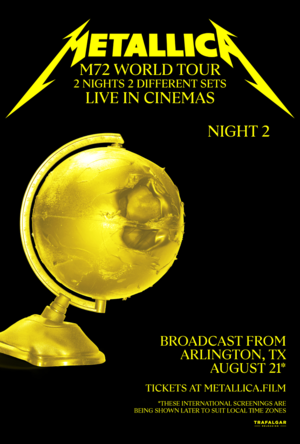 METALLICA
M72 WORLD TOUR
2 NIGHTS 2 DIFFERENT SETS
LIVE IN CINEMAS
NIGHT 2
BROADCAST FROM
ARLINGTON, TX
AUGUST 21*
TICKETS AT METALLICA.FILM
*THESE INTERNATIONAL SCREENINGS ARE
BEING SHOWN LATER TO SUIT LOCAL TIME ZONES
TRAFALGAR
RELEASING